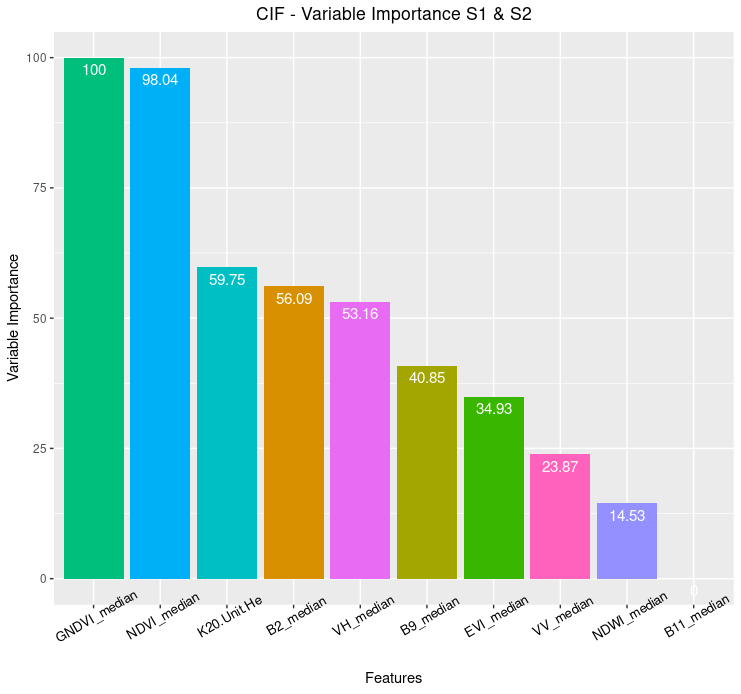 CIF - Variable Importance S1 & S2
Variable Importance
100
75
50
25
0
100
98.04
59.75
56.09
53.16
40.85
34.93
23.87
14.53
0
GNDVI_median
NDVI_median
K20.Unit.He
B2_median
VH_median
B9_median
EVI_median
VV_median
NDWI_median
B11_median
Features